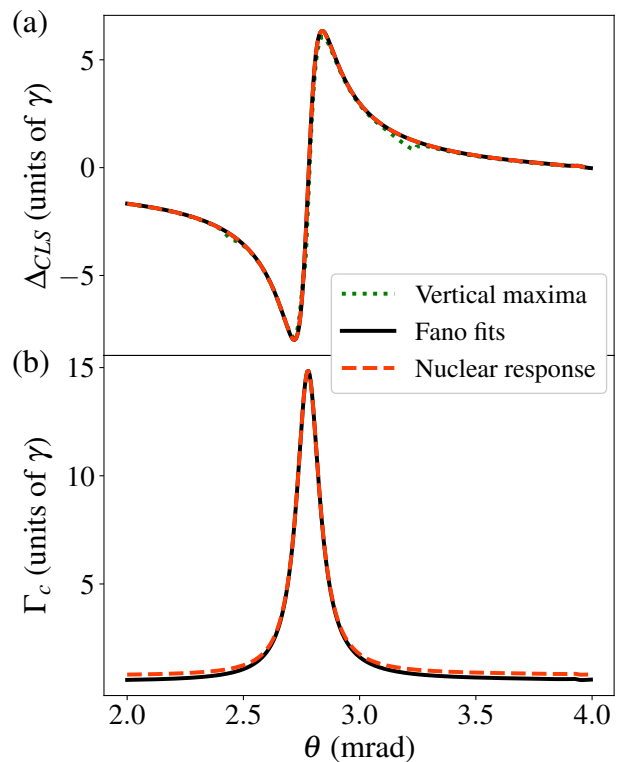 (a)
5
0
−5
Δ_CLS (units of γ)
Vertical maxima
Fano fits
Nuclear response
(b)
15
10
5
Γ_c (units of γ)
2.0 2.5 3.0 3.5 4.0
θ (mrad)